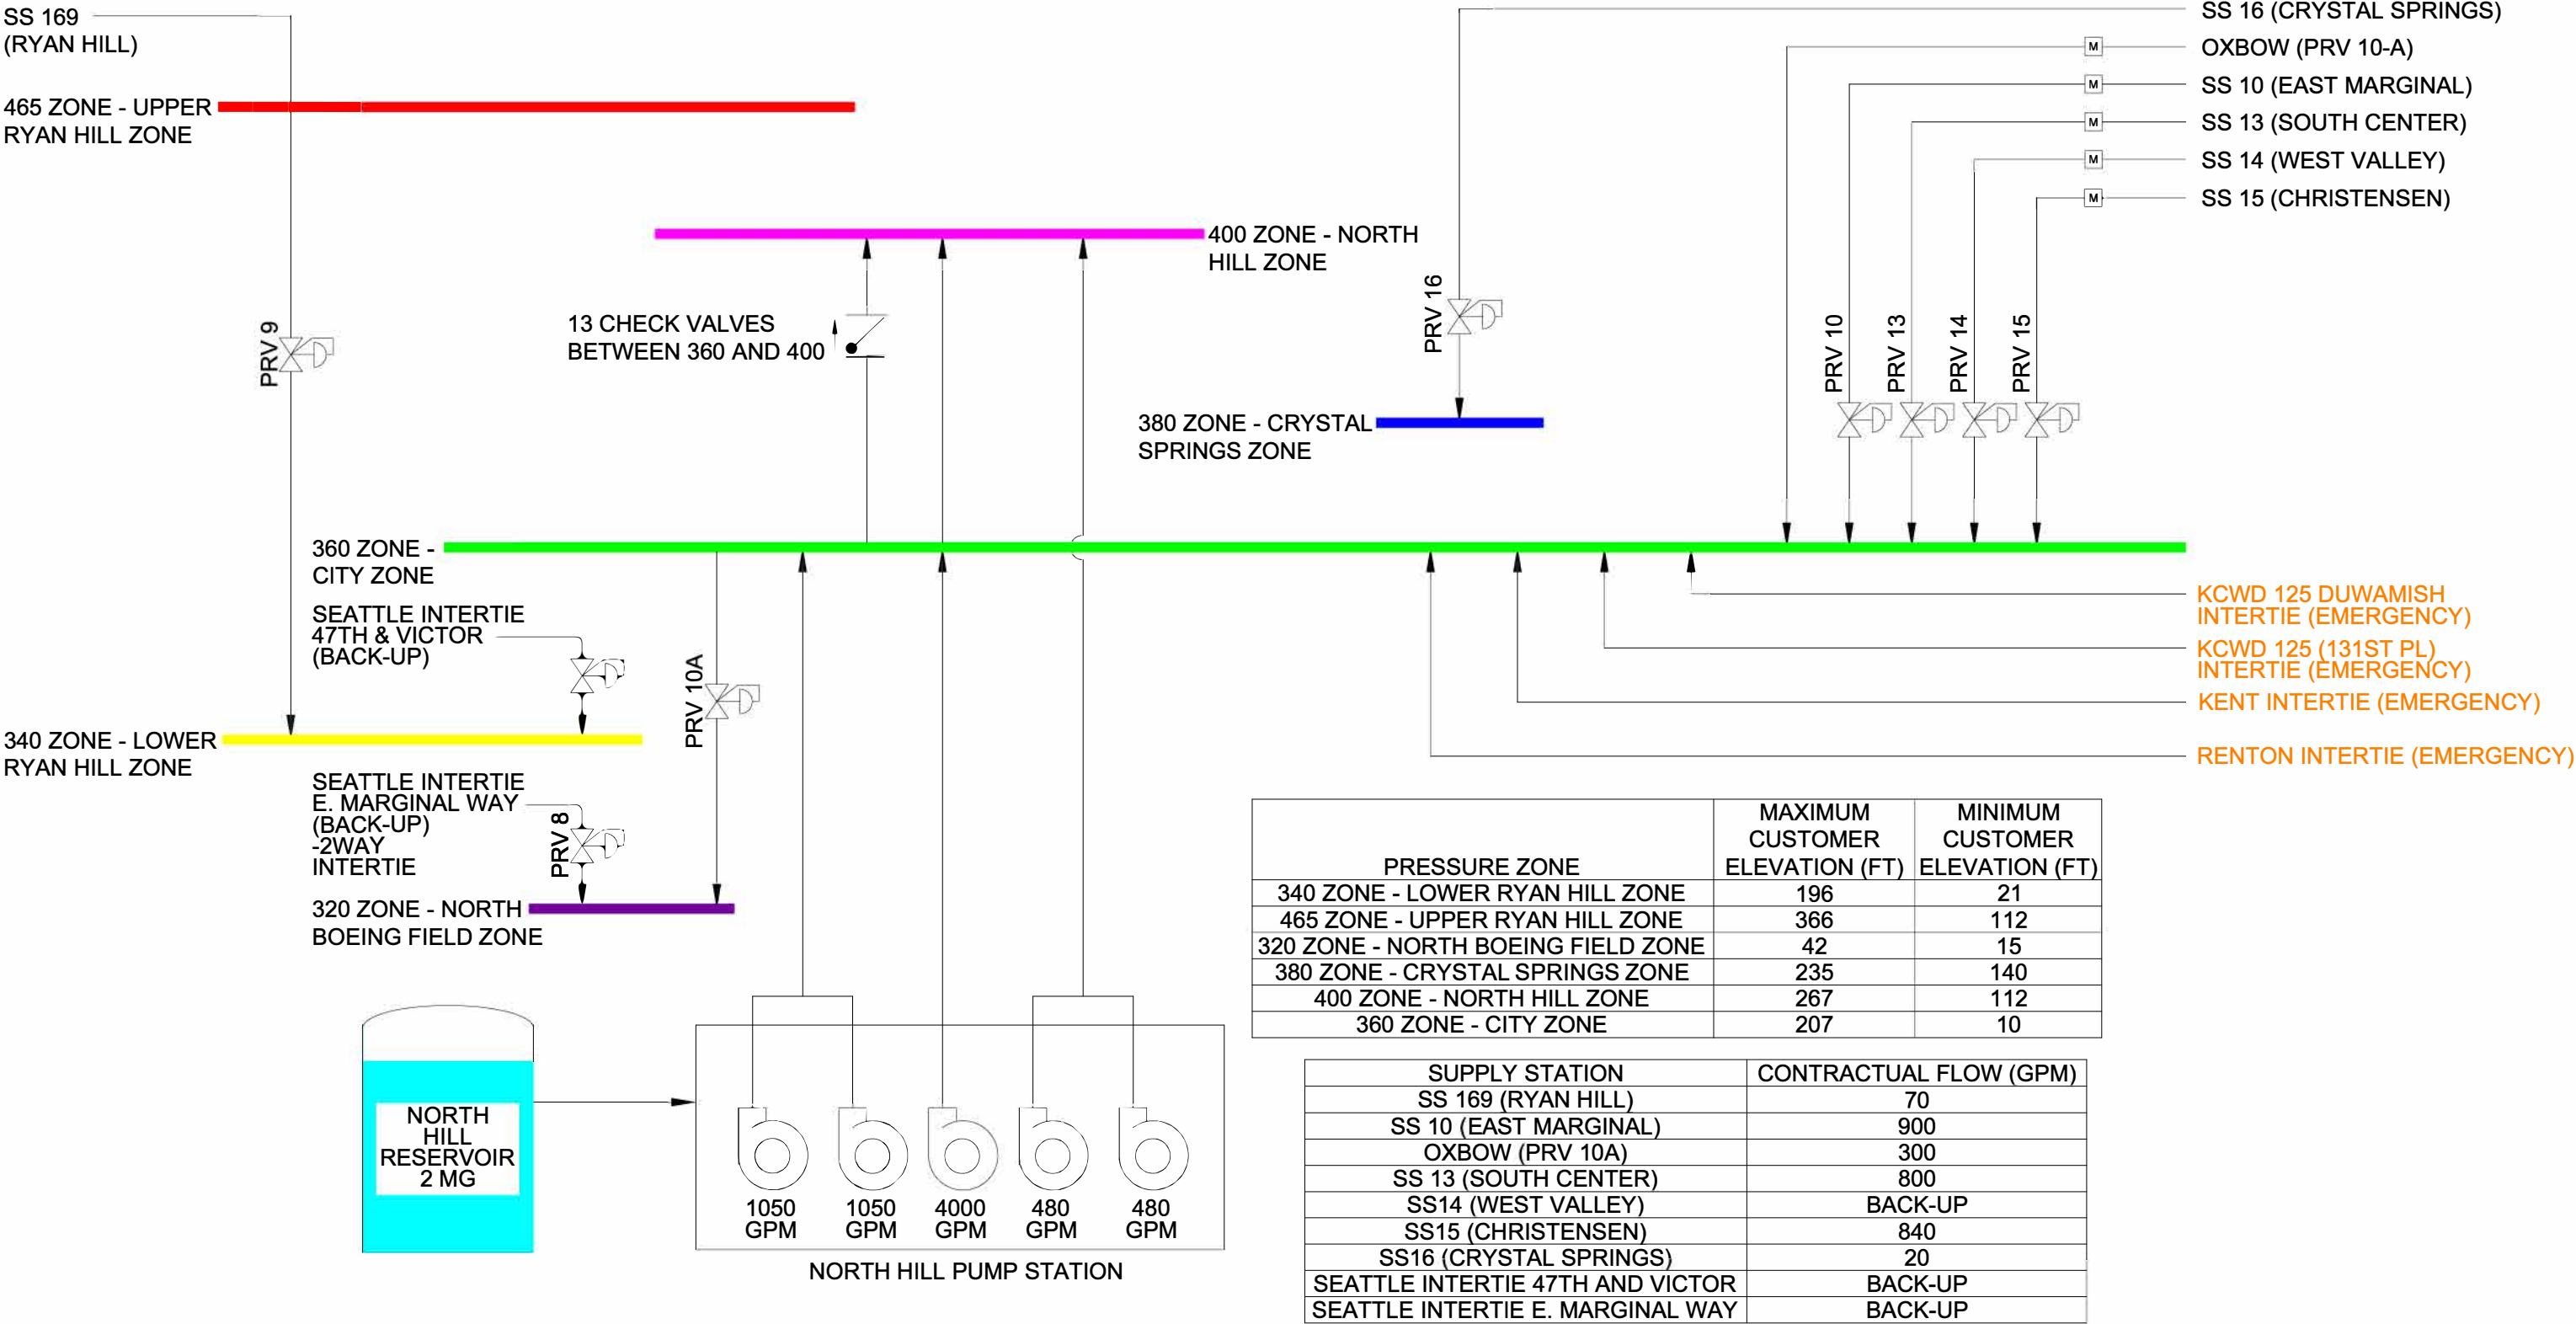 SS 169
(RYAN HILL)
465 ZONE - UPPER
RYAN HILL ZONE
SS 16 (CRYSTAL SPRINGS)
M OXBOW (PRV 10-A)
M SS 10 (EAST MARGINAL)
M SS 13 (SOUTH CENTER)
M SS 14 (WEST VALLEY)
M SS 15 (CHRISTENSEN)
400 ZONE - NORTH
HILL ZONE
PRV 9
13 CHECK VALVES
BETWEEN 360 AND 400
PRV 16
PRV 10
PRV 13
PRV 14
PRV 15
380 ZONE - CRYSTAL
SPRINGS ZONE
360 ZONE -
CITY ZONE
SEATTLE INTERTIE
47TH & VICTOR
(BACK-UP)
PRV 10A
KCWD 125 DUWAMISH
INTERTIE (EMERGENCY)
KCWD 125 (131ST PL)
INTERTIE (EMERGENCY)
KENT INTERTIE (EMERGENCY)
RENTON INTERTIE (EMERGENCY)
340 ZONE - LOWER
RYAN HILL ZONE
SEATTLE INTERTIE
E. MARGINAL WAY
(BACK-UP)
-2WAY
INTERTIE
PRV 8
320 ZONE - NORTH
BOEING FIELD ZONE
MAXIMUM MINIMUM
CUSTOMER CUSTOMER
PRESSURE ZONE ELEVATION (FT) ELEVATION (FT)
340 ZONE - LOWER RYAN HILL ZONE 196 21
465 ZONE - UPPER RYAN HILL ZONE 366 112
320 ZONE - NORTH BOEING FIELD ZONE 42 15
380 ZONE - CRYSTAL SPRINGS ZONE 235 140
400 ZONE - NORTH HILL ZONE 267 112
360 ZONE - CITY ZONE 207 10
NORTH
HILL
RESERVOIR
2 MG
1050
GPM
1050
GPM
4000
GPM
480
GPM
480
GPM
NORTH HILL PUMP STATION
SUPPLY STATION CONTRACTUAL FLOW (GPM)
SS 169 (RYAN HILL) 70
SS 10 (EAST MARGINAL) 900
OXBOW (PRV 10A) 300
SS 13 (SOUTH CENTER) 800
SS14 (WEST VALLEY) BACK-UP
SS15 (CHRISTENSEN) 840
SS16 (CRYSTAL SPRINGS) 20
SEATTLE INTERTIE 47TH AND VICTOR BACK-UP
SEATTLE INTERTIE E. MARGINAL WAY BACK-UP